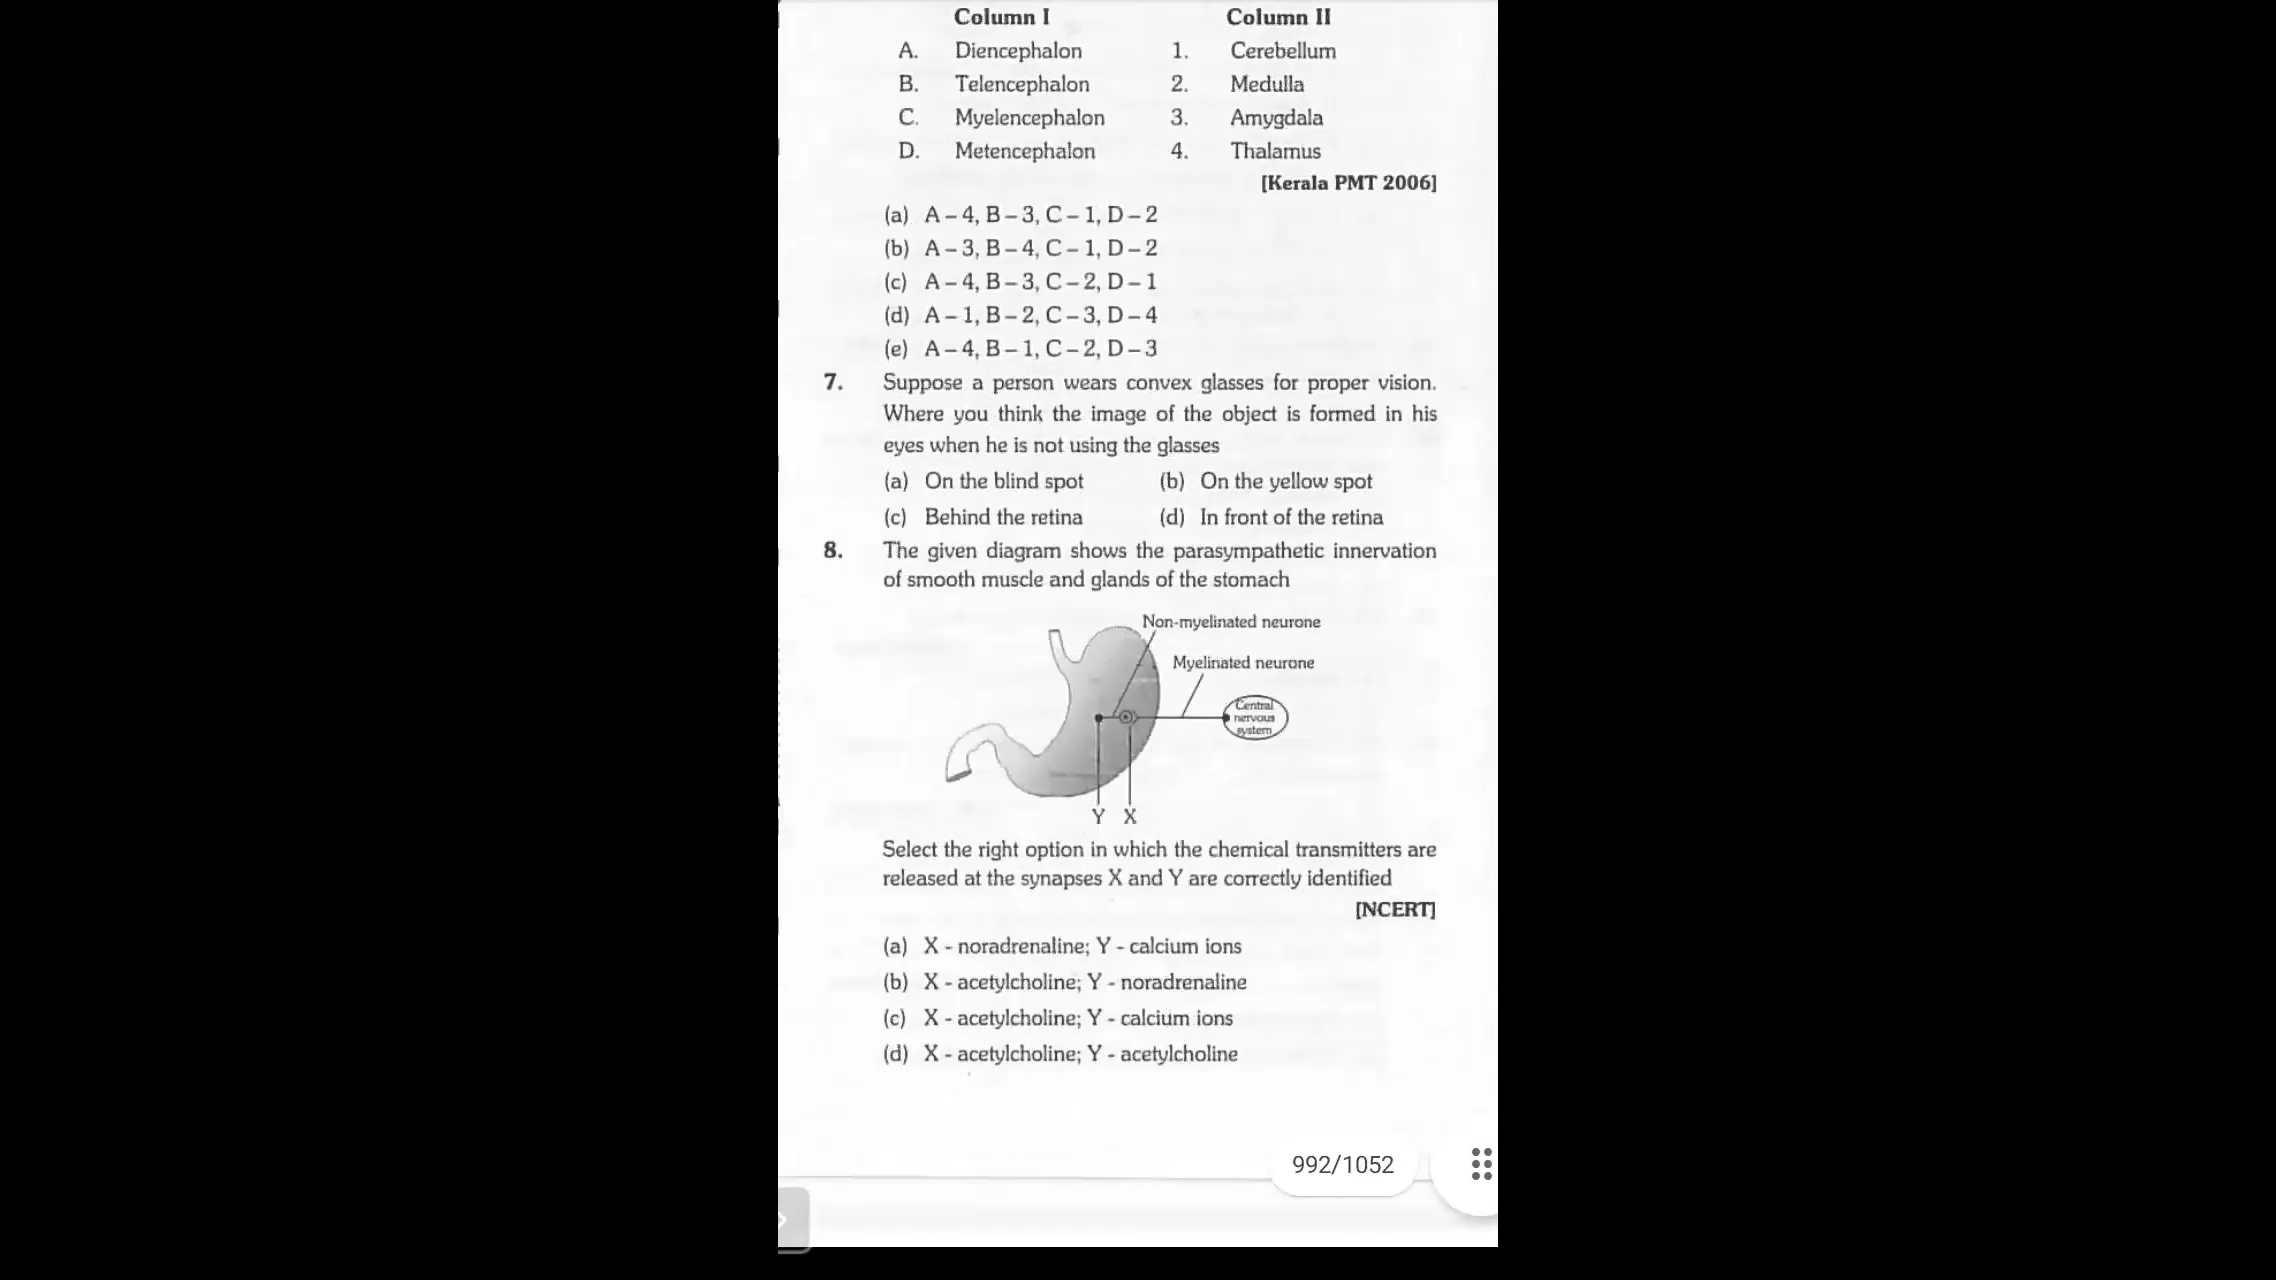 Column I Column II
A. Diencephalon 1. Cerebellum
B. Telencephalon 2. Medulla
C. Myelencephalon 3. Amygdala
D. Metencephalon 4. Thalamus
[Kerala PMT 2006]
(a) A – 4, B – 3, C – 1, D – 2
(b) A – 3, B – 4, C – 1, D – 2
(c) A – 4, B – 3, C – 2, D – 1
(d) A – 1, B – 2, C – 3, D – 4
(e) A – 4, B – 1, C – 2, D – 3
7. Suppose a person wears convex glasses for proper vision.
Where you think the image of the object is formed in his
eyes when he is not using the glasses
(a) On the blind spot (b) On the yellow spot
(c) Behind the retina (d) In front of the retina
8. The given diagram shows the parasympathetic innervation
of smooth muscle and glands of the stomach
Non-myelinated neurone
Myelinated neurone
Central
nervous
system
Y X
Select the right option in which the chemical transmitters are
released at the synapses X and Y are correctly identified
[NCERT]
(a) X - noradrenaline; Y - calcium ions
(b) X - acetylcholine; Y - noradrenaline
(c) X - acetylcholine; Y - calcium ions
(d) X - acetylcholine; Y - acetylcholine
992/1052